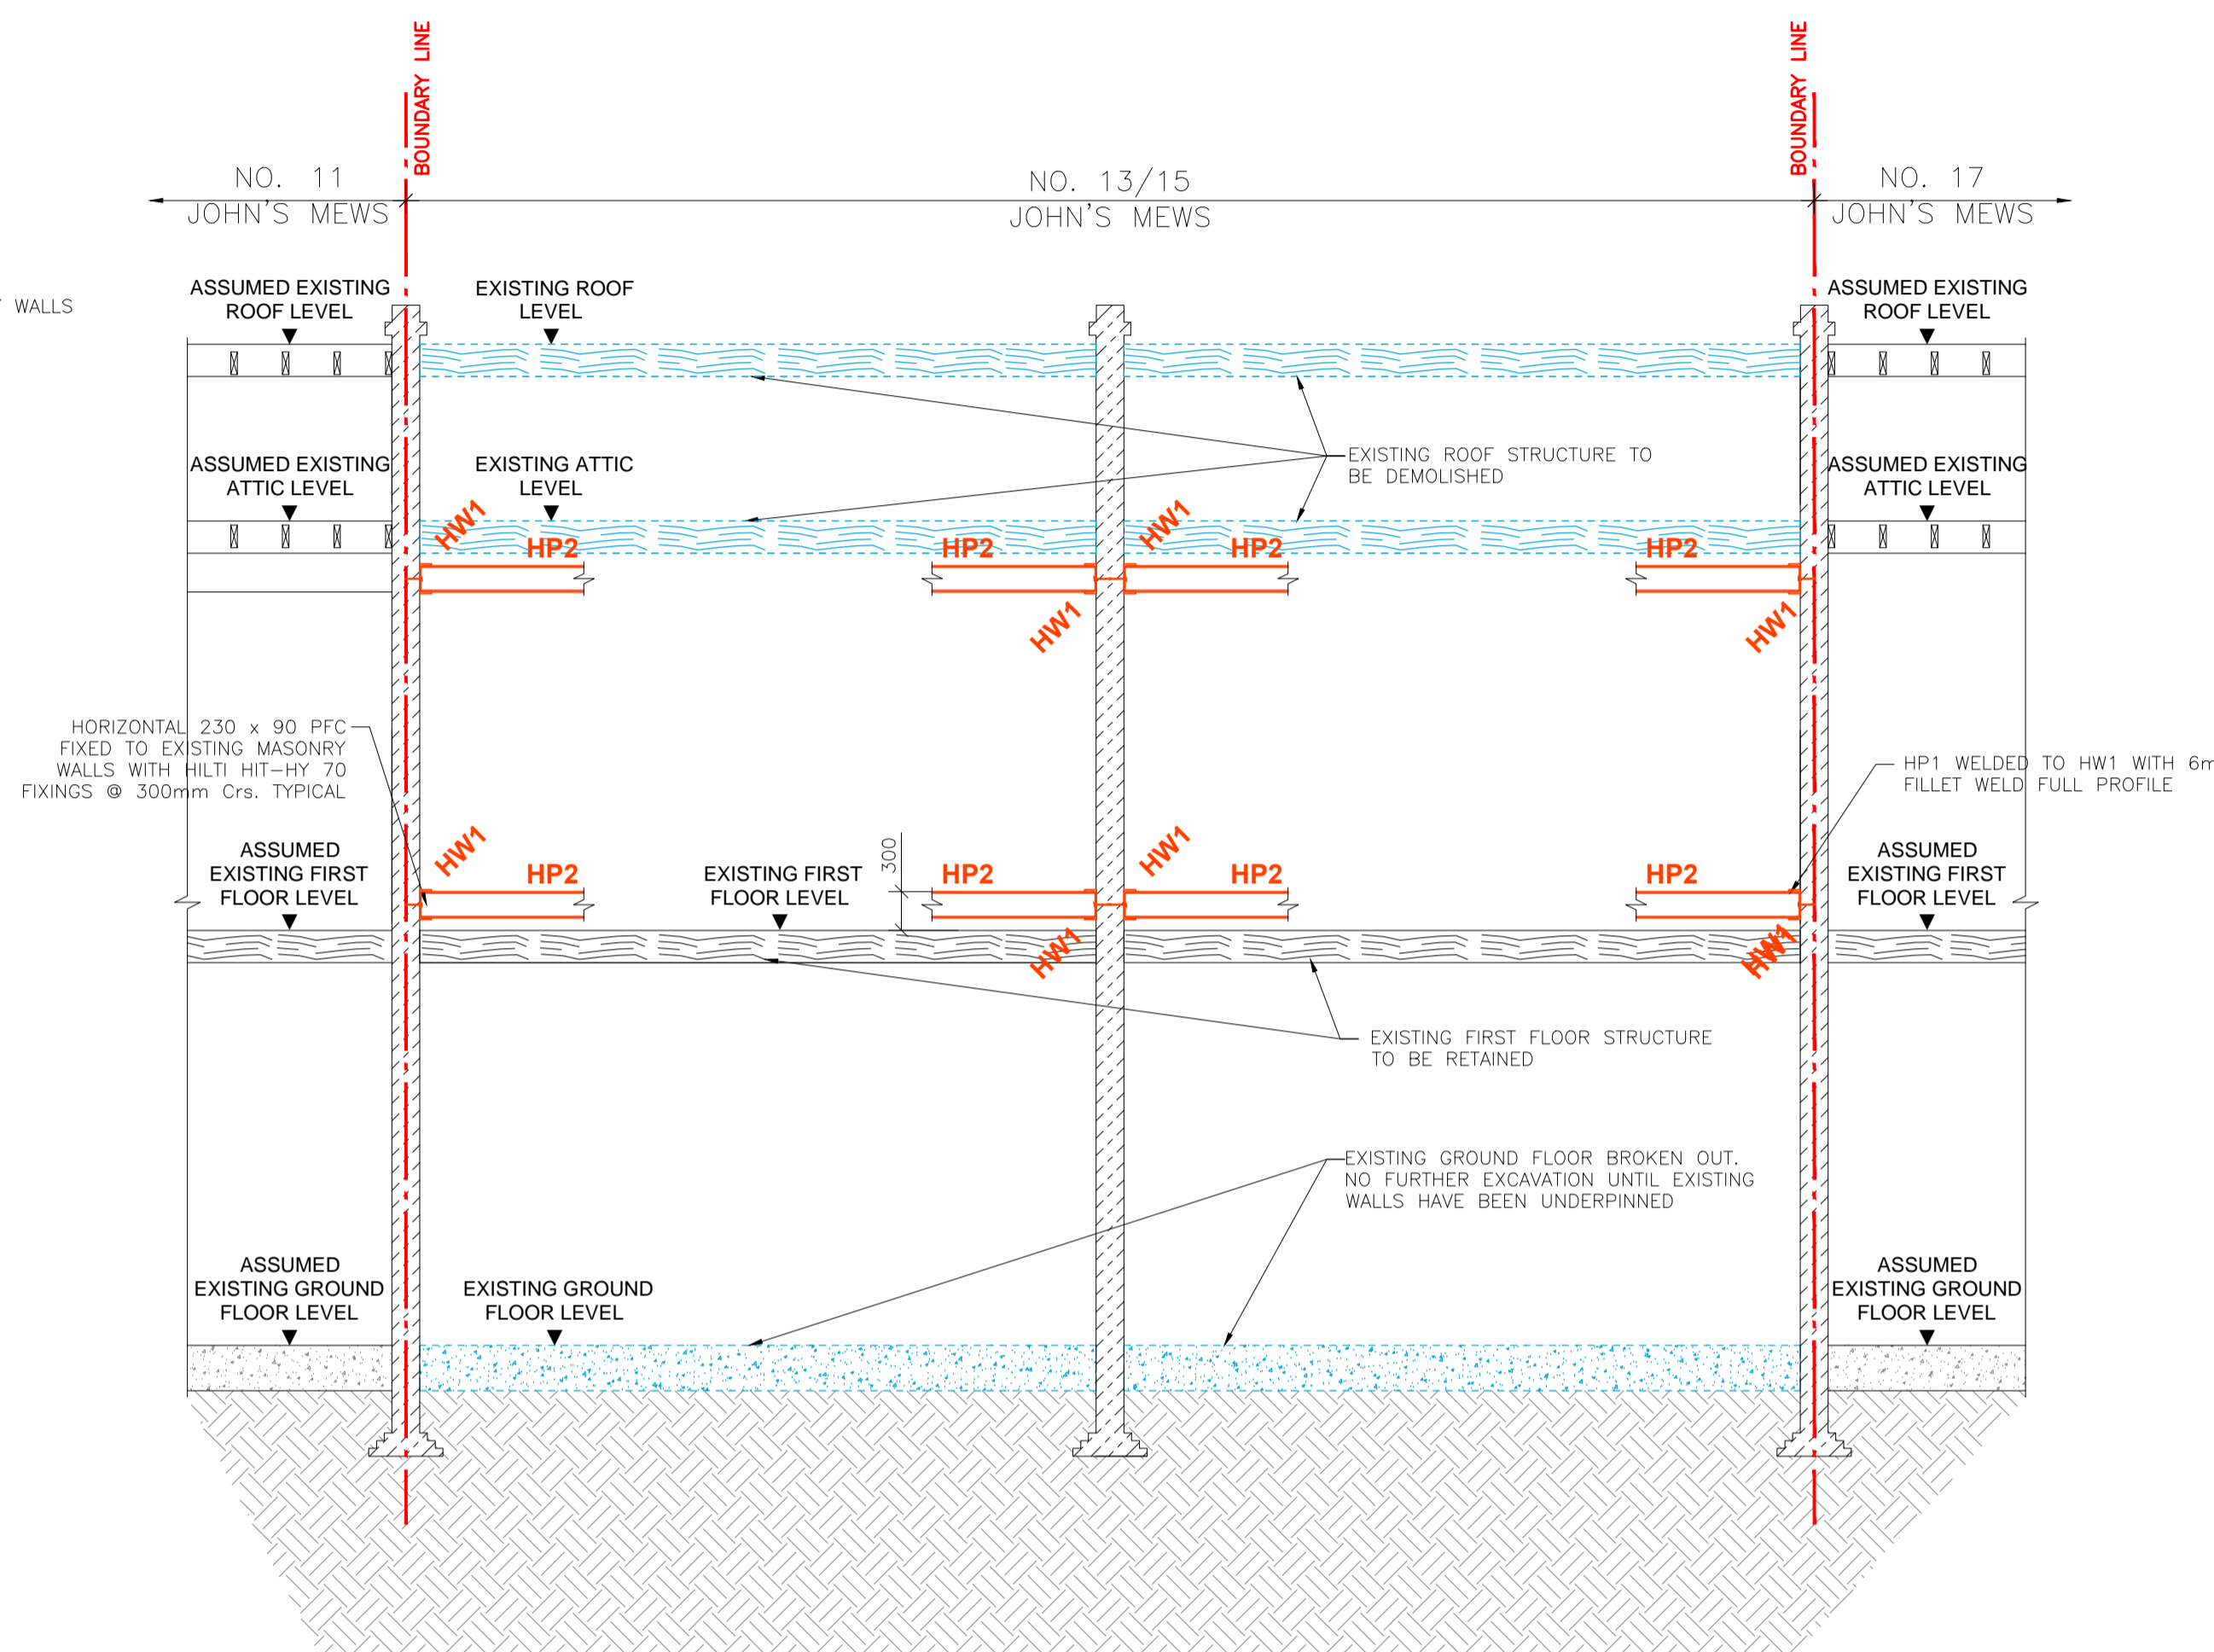 BOUNDARY LINE
BOUNDARY LINE
NO. 11
JOHN'S MEWS
NO. 13/15
JOHN'S MEWS
NO. 17
JOHN'S MEWS
WALLS
ASSUMED EXISTING
ROOF LEVEL
EXISTING ROOF
LEVEL
ASSUMED EXISTING
ROOF LEVEL
EXISTING ROOF STRUCTURE TO
BE DEMOLISHED
ASSUMED EXISTING
ATTIC LEVEL
EXISTING ATTIC
LEVEL
ASSUMED EXISTING
ATTIC LEVEL
HW1
HP2
HP2
HW1
HP2
HP2
HW1
HW1
HORIZONTAL 230 x 90 PFC
FIXED TO EXISTING MASONRY
WALLS WITH HILTI HIT-HY 70
FIXINGS @ 300mm Crs. TYPICAL
HP1 WELDED TO HW1 WITH 6m
FILLET WELD FULL PROFILE
ASSUMED
EXISTING FIRST
FLOOR LEVEL
HW1
HP2
EXISTING FIRST
FLOOR LEVEL
300
HP2
HW1
HP2
HP2
ASSUMED
EXISTING FIRST
FLOOR LEVEL
HW1
HW1
HW1
EXISTING FIRST FLOOR STRUCTURE
TO BE RETAINED
EXISTING GROUND FLOOR BROKEN OUT.
NO FURTHER EXCAVATION UNTIL EXISTING
WALLS HAVE BEEN UNDERPINNED
ASSUMED
EXISTING GROUND
FLOOR LEVEL
EXISTING GROUND
FLOOR LEVEL
ASSUMED
EXISTING GROUND
FLOOR LEVEL